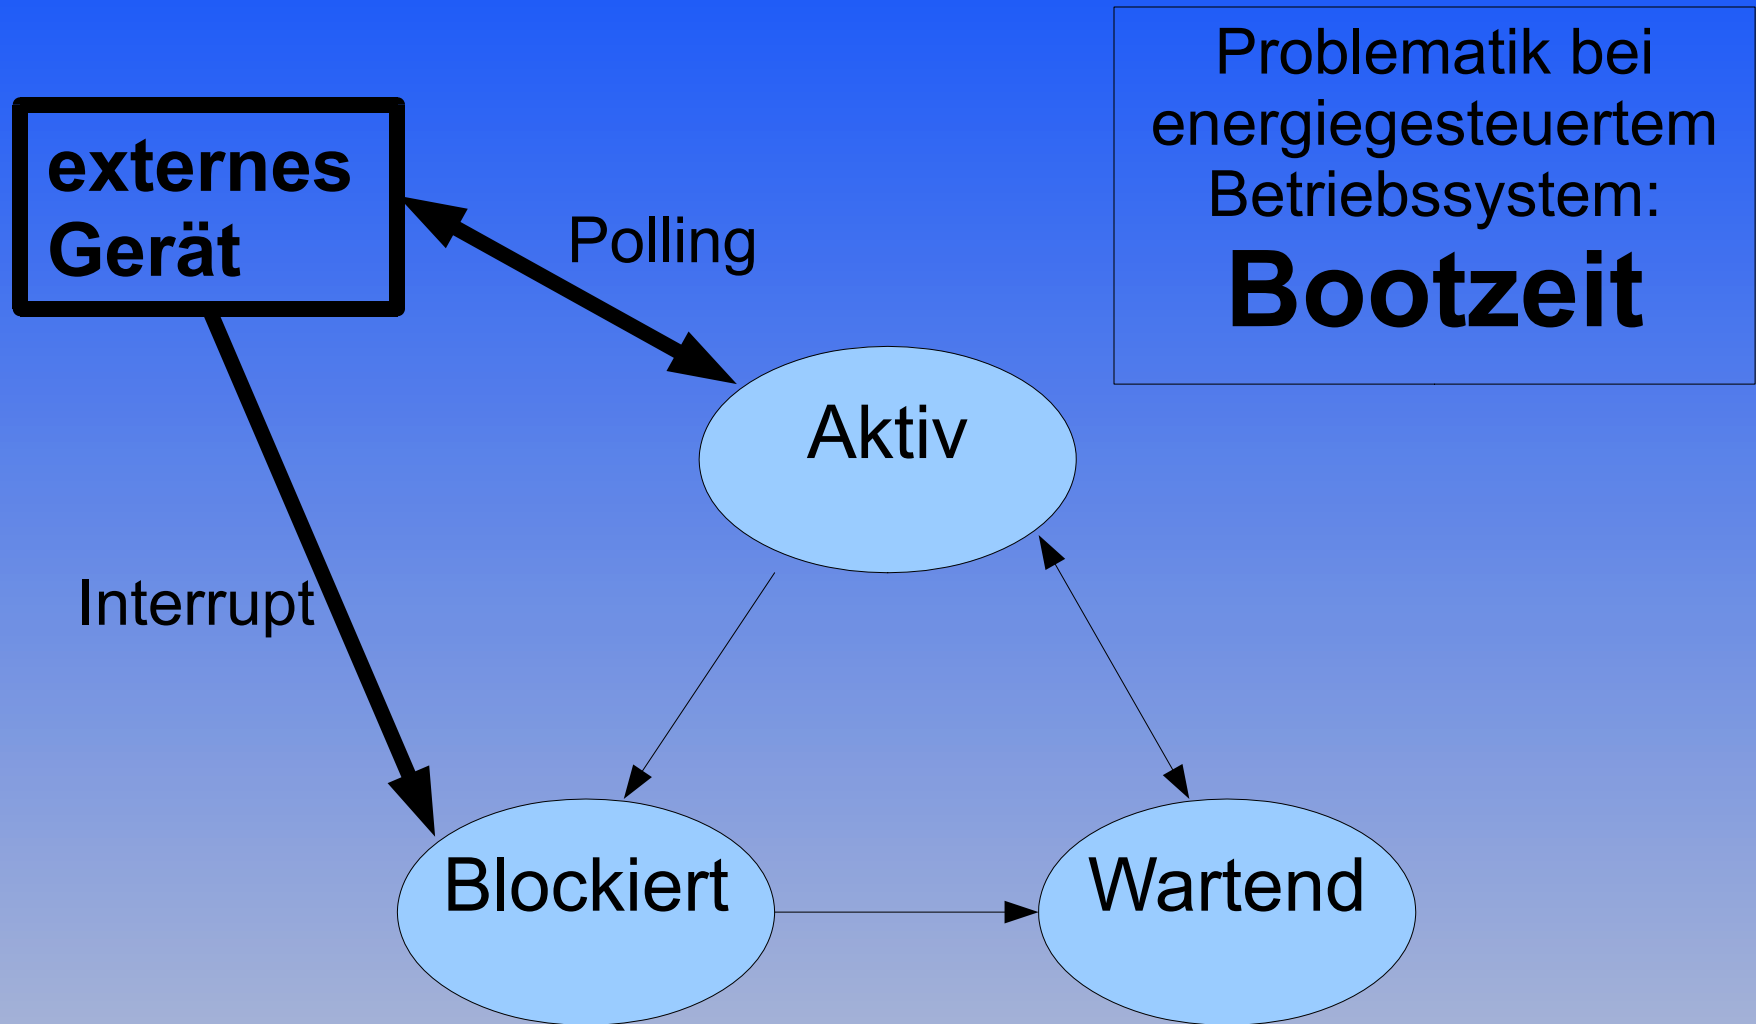 Problematik bei
energiegesteuertem
Betriebssystem:
Bootzeit
externes
Gerät
Polling
Aktiv
Interrupt
Blockiert
Wartend